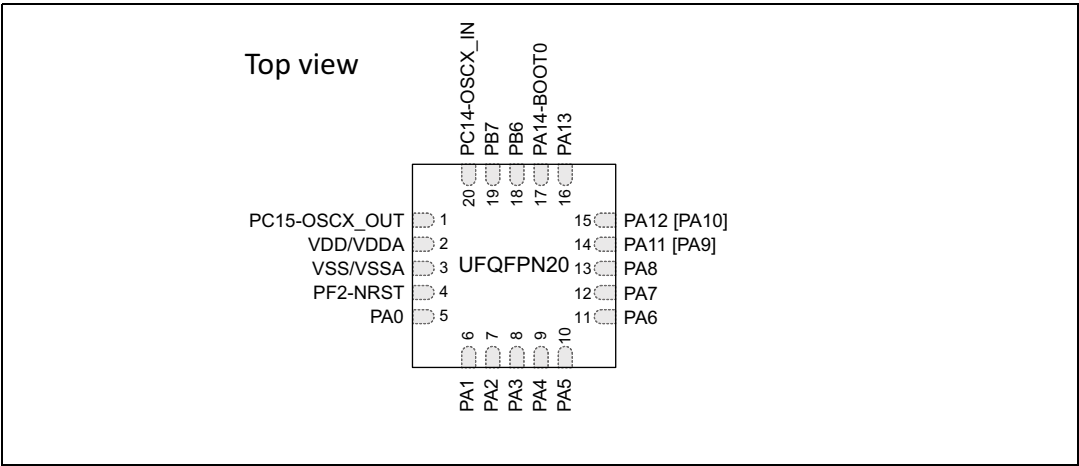 Top view
PC14-OSCX_IN
PB7
PB6
PA14-BOOT0
PA13
20
19
18
17
16
PC15-OSCX_OUT 1
VDD/VDDA 2
VSS/VSSA 3
PF2-NRST 4
PA0 5
UFQFPN20
15 PA12 [PA10]
14 PA11 [PA9]
13 PA8
12 PA7
11 PA6
6
7
8
9
10
PA1
PA2
PA3
PA4
PA5